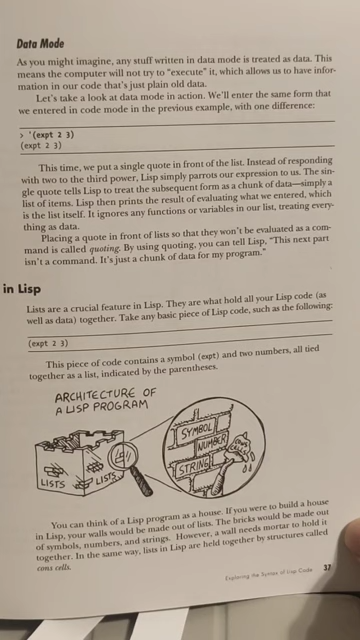 Data Mode
As you might imagine, any stuff written in data mode is treated as data. This
means the computer will not try to "execute" it, which allows us to have infor-
mation in our code that's just plain old data.
Let's take a look at data mode in action. We'll enter the same form that
we entered in code mode in the previous example, with one difference:
> '(expt 2 3)
(expt 2 3)
This time, we put a single quote in front of the list. Instead of responding
with two to the third power, Lisp simply parrots our expression to us. The sin-
gle quote tells Lisp to treat the subsequent form as a chunk of data—simply a
list of items. Lisp then prints the result of evaluating what we entered, which
is the list itself. It ignores any functions or variables in our list, treating every-
thing as data.
Placing a quote in front of lists so that they won't be evaluated as a com-
mand is called quoting. By using quoting, you can tell Lisp, "This next part
isn't a command. It's just a chunk of data for my program."
in Lisp
Lists are a crucial feature in Lisp. They are what hold all your Lisp code (as
well as data) together. Take any basic piece of Lisp code, such as the following:
(expt 2 3)
This piece of code contains a symbol (expt) and two numbers, all tied
together as a list, indicated by the parentheses.
ARCHITECTURE OF
A LISP PROGRAM
SYMBOL
NUMBER
STRING
LISTS
LISTS
You can think of a Lisp program as a house. If you were to build a house
in Lisp, your walls would be made out of lists. The bricks would be made out
of symbols, numbers, and strings. However, a wall needs mortar to hold it
together. In the same way, lists in Lisp are held together by structures called
cons cells.
Exploring the Syntax of Lisp Code 37